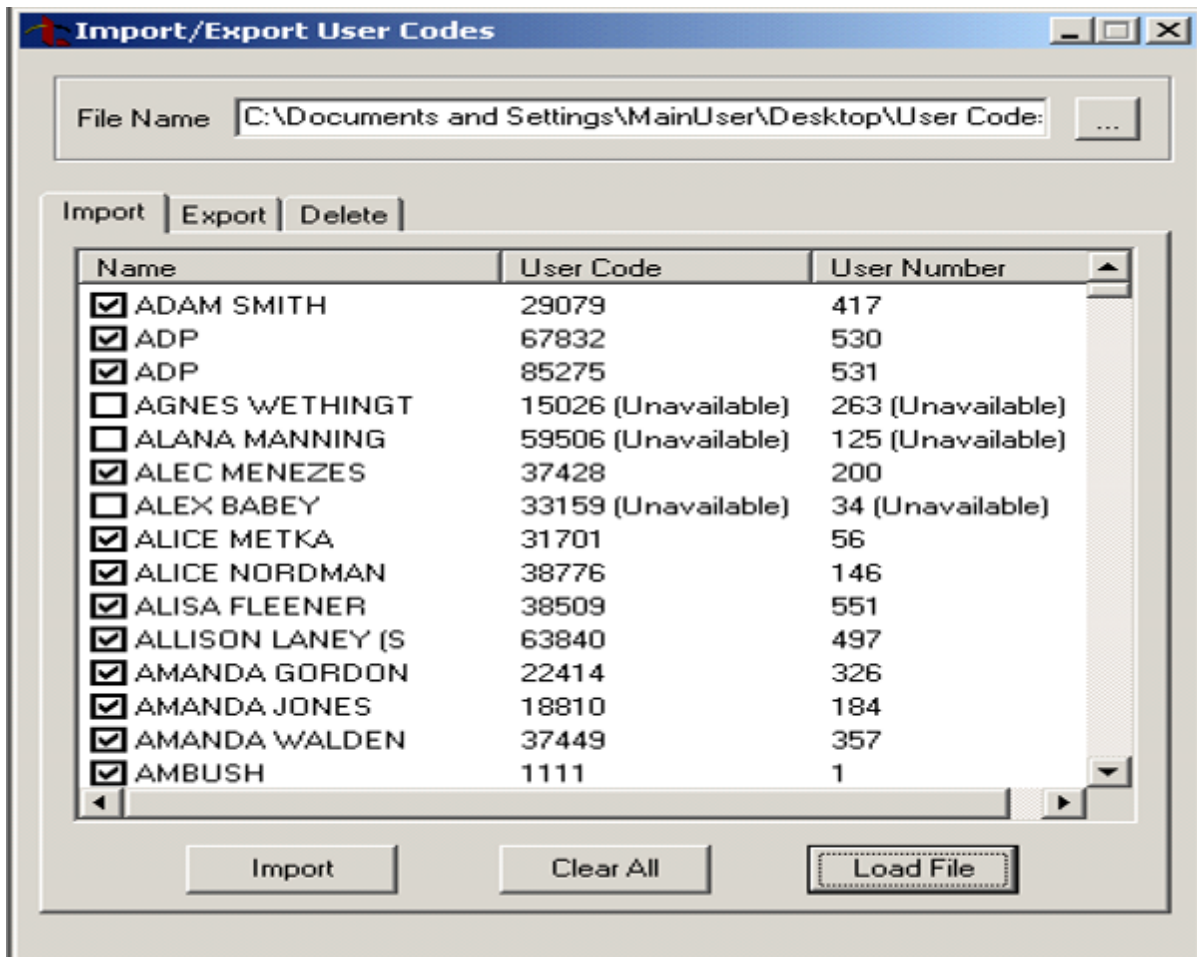 Import/Export User Codes
File Name C:\Documents and Settings\MainUser\Desktop\User Code: ...
Import Export Delete
Name User Code User Number
ADAM SMITH 29079 417
ADP 67832 530
ADP 85275 531
AGNES WETHINGT 15026 (Unavailable) 263 (Unavailable)
ALANA MANNING 59506 (Unavailable) 125 (Unavailable)
ALEC MENEZES 37428 200
ALEX BABEY 33159 (Unavailable) 34 (Unavailable)
ALICE METKA 31701 56
ALICE NORDMAN 38776 146
ALISA FLEENER 38509 551
ALLISON LANEY (S 63840 497
AMANDA GORDON 22414 326
AMANDA JONES 18810 184
AMANDA WALDEN 37449 357
AMBUSH 1111 1
Import Clear All Load File